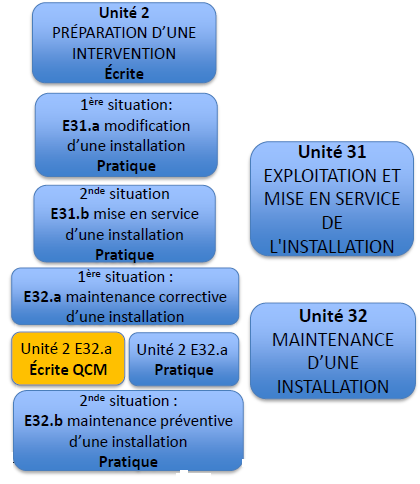 Unité 2
PRÉPARATION D'UNE
INTERVENTION
Écrite
1ère situation:
E31.a modification
d'une installation
Pratique
2nde situation
E31.b mise en service
d'une installation
Pratique
Unité 31
EXPLOITATION ET
MISE EN SERVICE
DE
L'INSTALLATION
1ère situation :
E32.a maintenance corrective
d'une installation
Unité 2 E32.a
Écrite QCM
Unité 2 E32.a
Pratique
2nde situation :
E32.b maintenance préventive
d'une installation
Pratique
Unité 32
MAINTENANCE
D'UNE
INSTALLATION